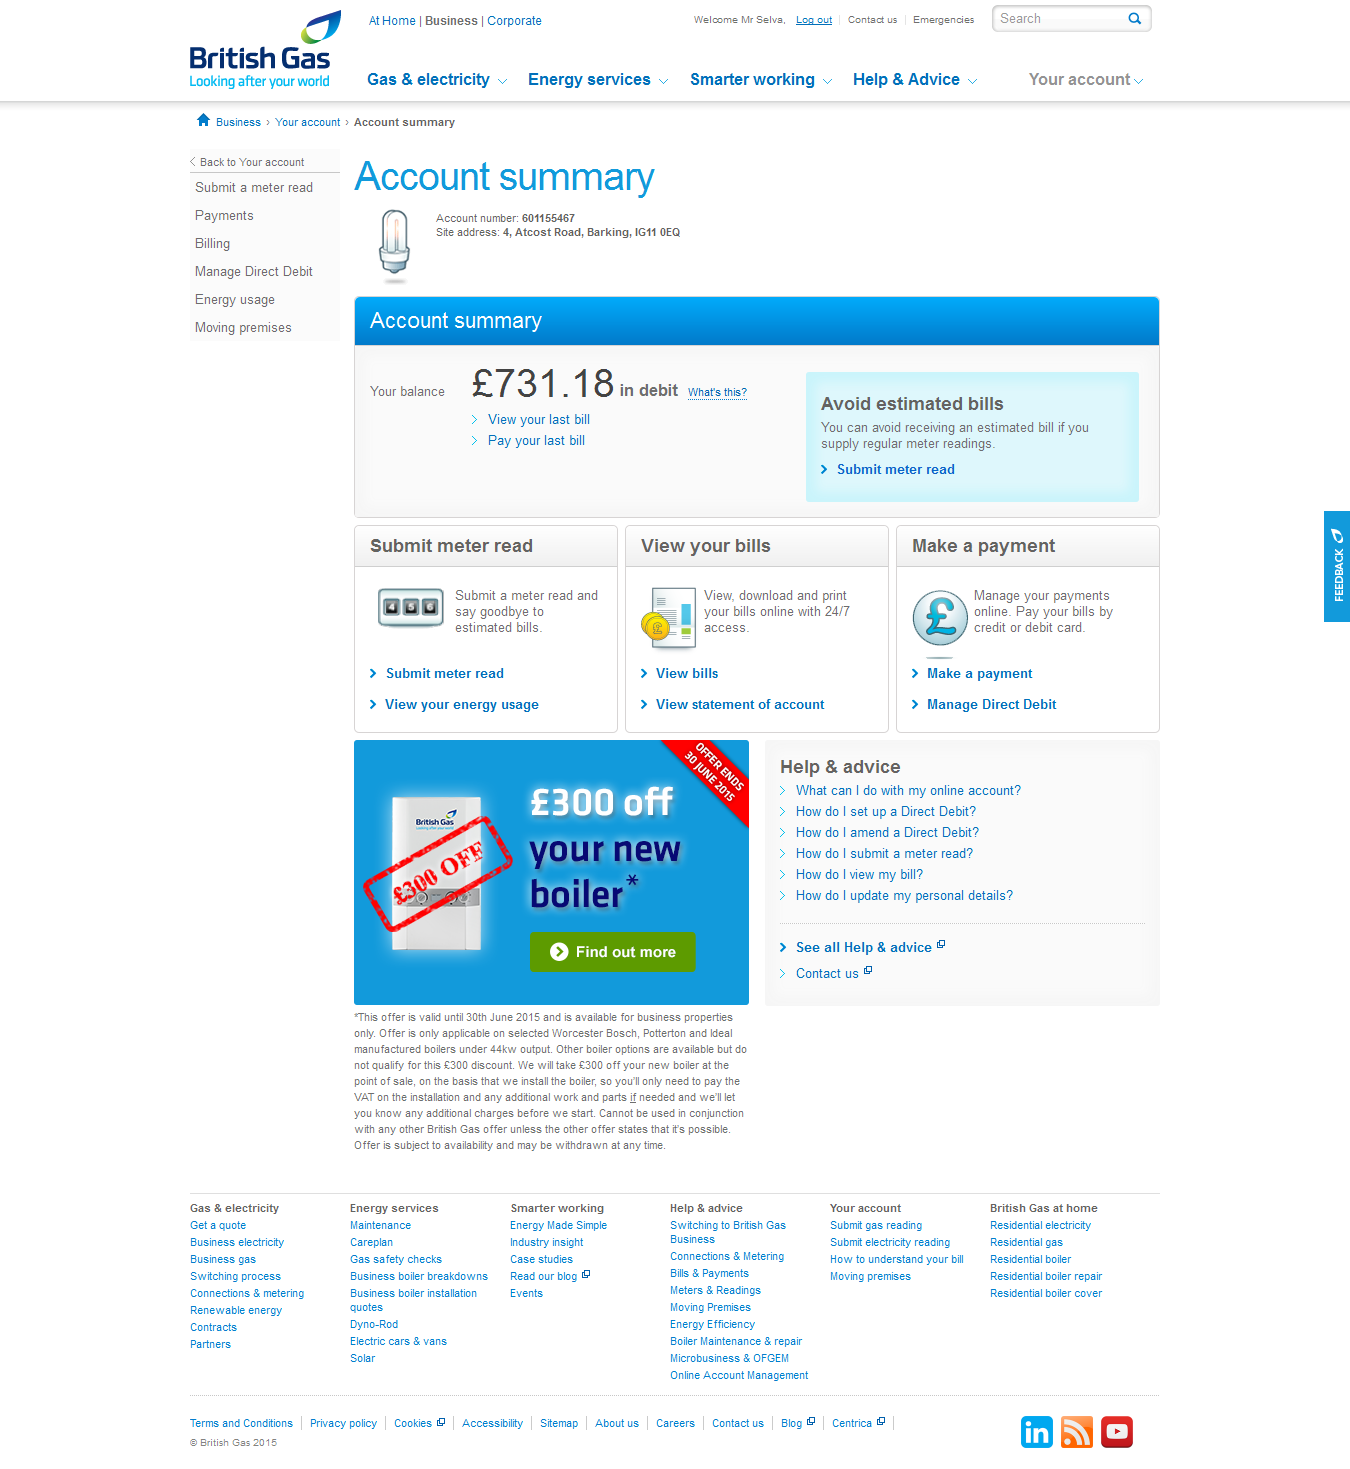 At Home | Business | Corporate
Welcome Mr Selva, Log out Contact us Emergencies
Search
British Gas
Looking after your world
Gas & electricity Energy services Smarter working Help & Advice Your account
Business › Your account › Account summary
Back to Your account
Submit a meter read
Payments
Billing
Manage Direct Debit
Energy usage
Moving premises
Account summary
Account number: 601155467
Site address: 4, Atcost Road, Barking, IG11 0EQ
Account summary
Your balance £731.18 in debit What's this?
View your last bill
Pay your last bill
Avoid estimated bills
You can avoid receiving an estimated bill if you
supply regular meter readings.
Submit meter read
FEEDBACK
Submit meter read
4 5 6
Submit a meter read and
say goodbye to
estimated bills.
Submit meter read
View your energy usage
View your bills
£
View, download and print
your bills online with 24/7
access.
View bills
View statement of account
Make a payment
£
Manage your payments
online. Pay your bills by
credit or debit card.
Make a payment
Manage Direct Debit
OFFER ENDS
30 JUNE 2015
British Gas
Looking after your world
£300 OFF
£300 off
your new
boiler*
Find out more
*This offer is valid until 30th June 2015 and is available for business properties
only. Offer is only applicable on selected Worcester Bosch, Potterton and Ideal
manufactured boilers under 44kw output. Other boiler options are available but do
not qualify for this £300 discount. We will take £300 off your new boiler at the
point of sale, on the basis that we install the boiler, so you'll only need to pay the
VAT on the installation and any additional work and parts if needed and we'll let
you know any additional charges before we start. Cannot be used in conjunction
with any other British Gas offer unless the other offer states that it's possible.
Offer is subject to availability and may be withdrawn at any time.
Help & advice
What can I do with my online account?
How do I set up a Direct Debit?
How do I amend a Direct Debit?
How do I submit a meter read?
How do I view my bill?
How do I update my personal details?
See all Help & advice
Contact us
Gas & electricity
Get a quote
Business electricity
Business gas
Switching process
Connections & metering
Renewable energy
Contracts
Partners
Energy services
Maintenance
Careplan
Gas safety checks
Business boiler breakdowns
Business boiler installation
quotes
Dyno-Rod
Electric cars & vans
Solar
Smarter working
Energy Made Simple
Industry insight
Case studies
Read our blog
Events
Help & advice
Switching to British Gas
Business
Connections & Metering
Bills & Payments
Meters & Readings
Moving Premises
Energy Efficiency
Boiler Maintenance & repair
Microbusiness & OFGEM
Online Account Management
Your account
Submit gas reading
Submit electricity reading
How to understand your bill
Moving premises
British Gas at home
Residential electricity
Residential gas
Residential boiler
Residential boiler repair
Residential boiler cover
Terms and Conditions Privacy policy Cookies Accessibility Sitemap About us Careers Contact us Blog Centrica
© British Gas 2015
in